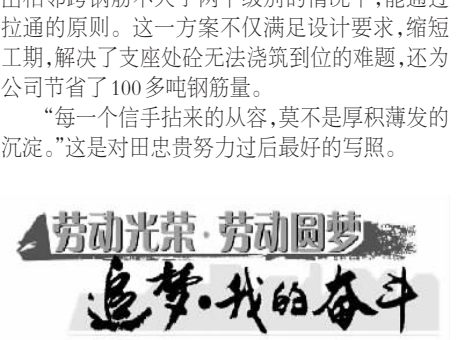 田相邻跨钢筋不大于两个级别的情况下,能通过
拉通的原则。这一方案不仅满足设计要求,缩短
工期,解决了支座处砼无法浇筑到位的难题,还为
公司节省了100多吨钢筋量。
“每一个信手拈来的从容,莫不是厚积薄发的
沉淀。”这是对田忠贵努力过后最好的写照。
劳动光荣·劳动圆梦
追梦·我的奋斗